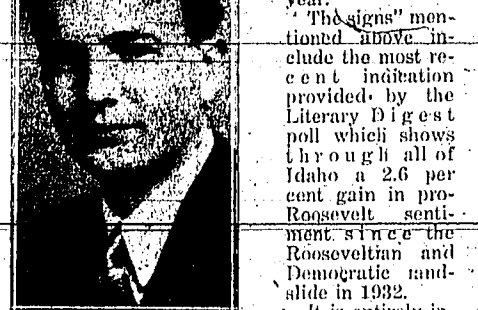 year.
"The signs" men-
tioned above in-
clude the most re-
cent indication
provided by the
Literary Digest
poll which shows
through all of
Idaho a 2.6 per
cent gain in pro-
Roosevelt senti-
ment since the
Rooseveltian and
Democratic land-
slide in 1932.
It is entirely in-